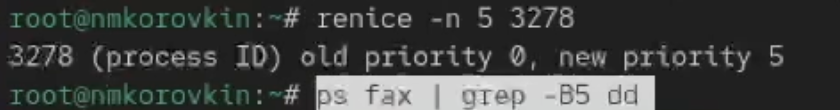 root@nmkorovkin:~# renice -n 5 3278
3278 (process ID) old priority 0, new priority 5
root@nmkorovkin:~# ps fax | grep -B5 dd